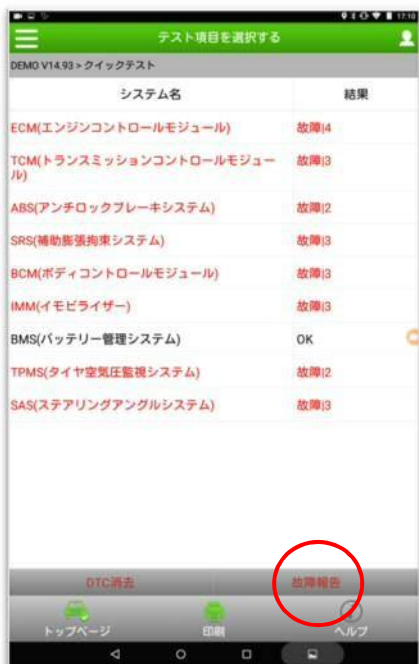 17:10
テスト項目を選択する
DEMO V14.93 > クイックテスト
システム名 結果
ECM(エンジンコントロールモジュール) 故障|4
TCM(トランスミッションコントロールモジュー
ル) 故障|3
ABS(アンチロックブレーキシステム) 故障|2
SRS(補助膨張拘束システム) 故障|3
BCM(ボディコントロールモジュール) 故障|3
IMM(イモビライザー) 故障|3
BMS(バッテリー管理システム) OK
TPMS(タイヤ空気圧監視システム) 故障|2
SAS(ステアリングアングルシステム) 故障|3
DTC消去 故障報告
トップページ 印刷 ヘルプ